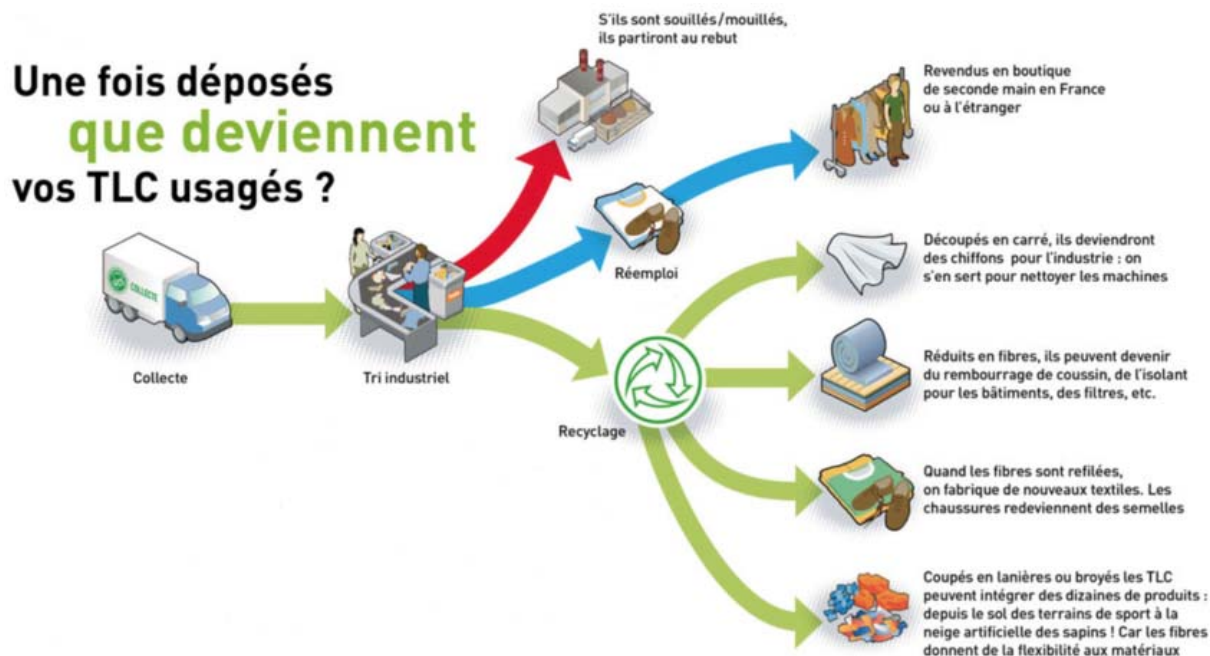 Une fois déposés
que deviennent
vos TLC usagés ?
S'ils sont souillés/mouillés,
ils partiront au rebut
Revendus en boutique
de seconde main en France
ou à l'étranger
Réemploi
Découpés en carré, ils deviendront
des chiffons pour l'industrie : on
s'en sert pour nettoyer les machines
COLLECTE
Collecte
Tri industriel
Recyclage
Réduits en fibres, ils peuvent devenir
du rembourrage de coussin, de l'isolant
pour les bâtiments, des filtres, etc.
Quand les fibres sont refilées,
on fabrique de nouveaux textiles. Les
chaussures redeviennent des semelles
Coupés en lanières ou broyés les TLC
peuvent intégrer des dizaines de produits :
depuis le sol des terrains de sport à la
neige artificielle des sapins ! Car les fibres
donnent de la flexibilité aux matériaux